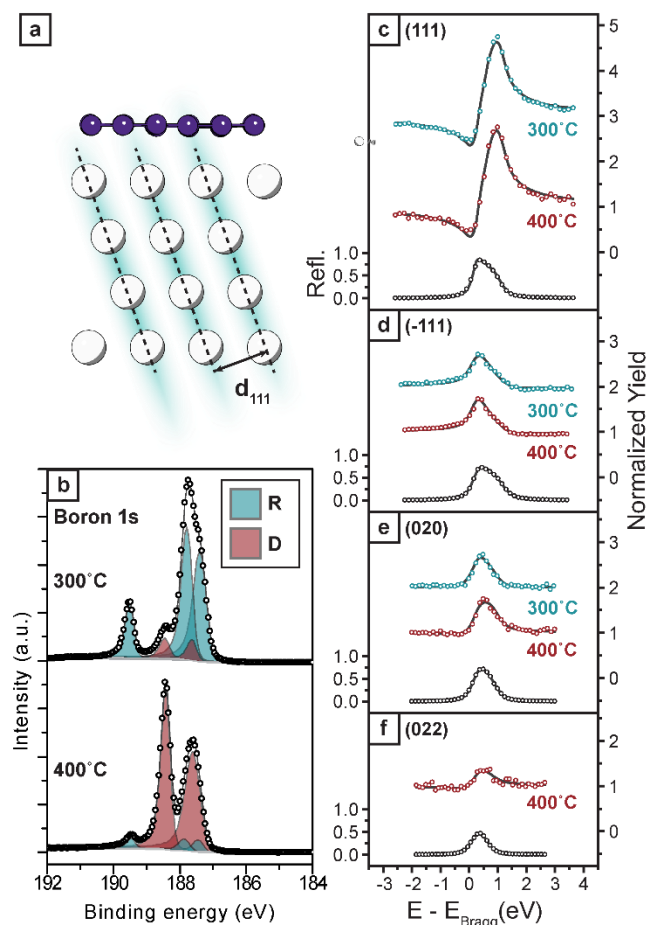 a
d111
b
Boron 1s
R
D
300°C
400°C
Intensity (a.u.)
192 190 188 186 184
Binding energy (eV)
c (111)
300°C
400°C
5
4
3
2
1
0
Refl.
1.0
0.5
0.0
d (-111)
300°C
400°C
3
2
1
0
1.0
0.5
0.0
Normalized Yield
e (020)
300°C
400°C
2
1
0
1.0
0.5
0.0
f (022)
400°C
1
0
1.0
0.5
0.0
-3 -2 -1 0 1 2 3 4 5
E - EBragg(eV)